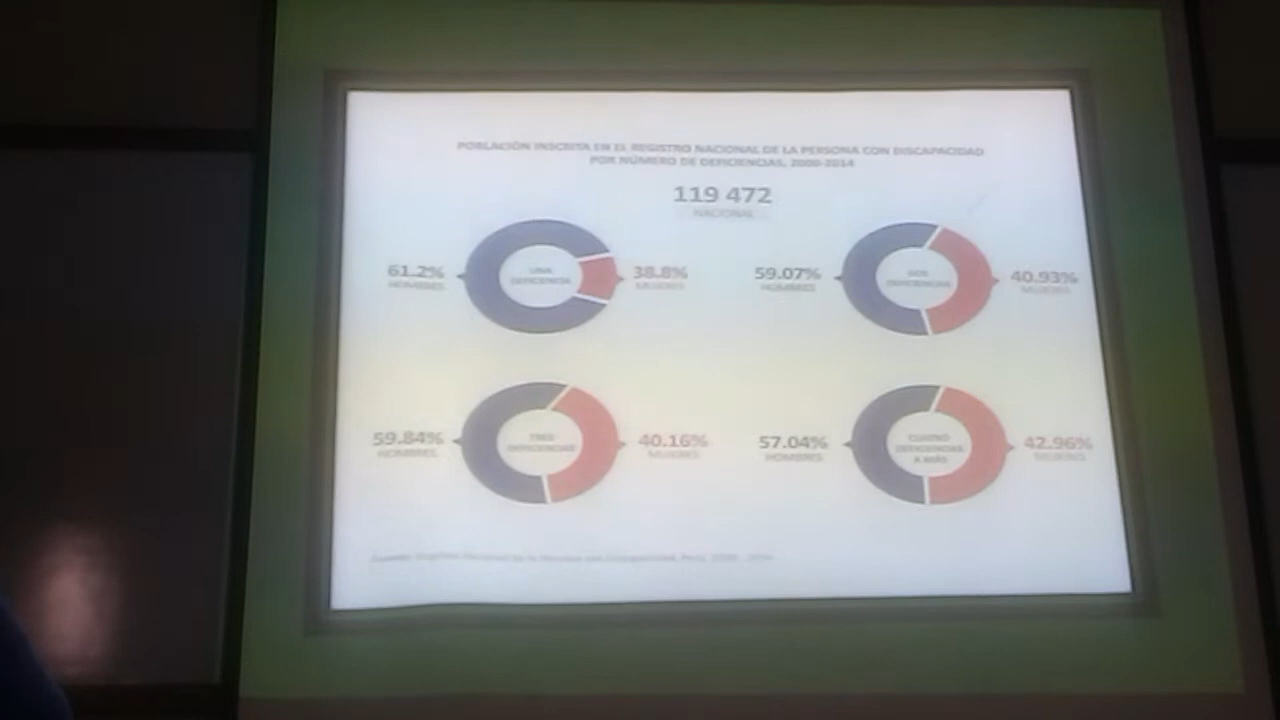 POBLACIÓN INSCRITA EN EL REGISTRO NACIONAL DE LA PERSONA CON DISCAPACIDAD
POR NÚMERO DE DEFICIENCIAS, 2000-2014
119 472
NACIONAL
61.2%
HOMBRES
UNA
DEFICIENCIA
38.8%
MUJERES
59.07%
HOMBRES
DOS
DEFICIENCIAS
40.93%
MUJERES
59.84%
HOMBRES
TRES
DEFICIENCIAS
40.16%
MUJERES
57.04%
HOMBRES
CUATRO
DEFICIENCIAS
A MÁS
42.96%
MUJERES